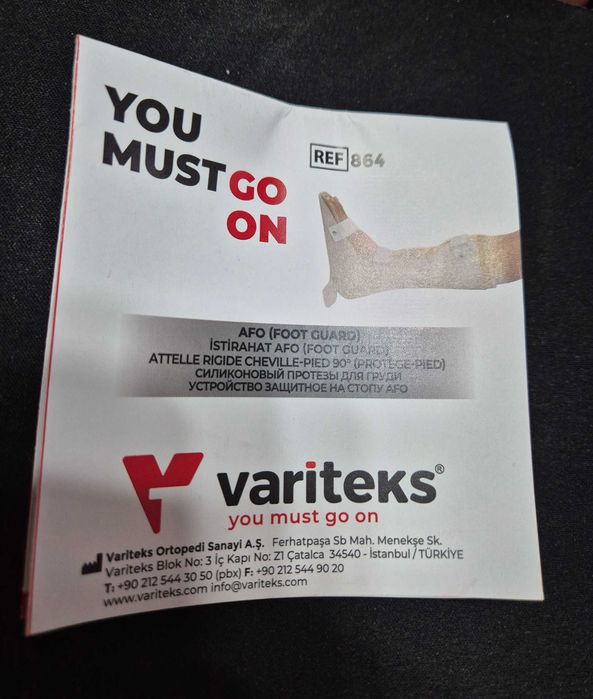 YOU
MUST GO
ON
REF 864
AFO (FOOT GUARD)
İSTİRAHAT AFO (FOOT GUARD)
ATTELLE RIGIDE CHEVILLE-PIED 90° (PROTÈGE-PIED)
СИЛИКОНОВЫЙ ПРОТЕЗЫ ДЛЯ ГРУДИ
УСТРОЙСТВО ЗАЩИТНОЕ НА СТОПУ AFO
variteks®
you must go on
Variteks Ortopedi Sanayi A.Ş. Ferhatpaşa Sb Mah. Menekşe Sk.
Variteks Blok No: 3 İç Kapı No: Z1 Çatalca 34540 - İstanbul / TÜRKİYE
T: +90 212 544 30 50 (pbx) F: +90 212 544 90 20
www.variteks.com info@variteks.com